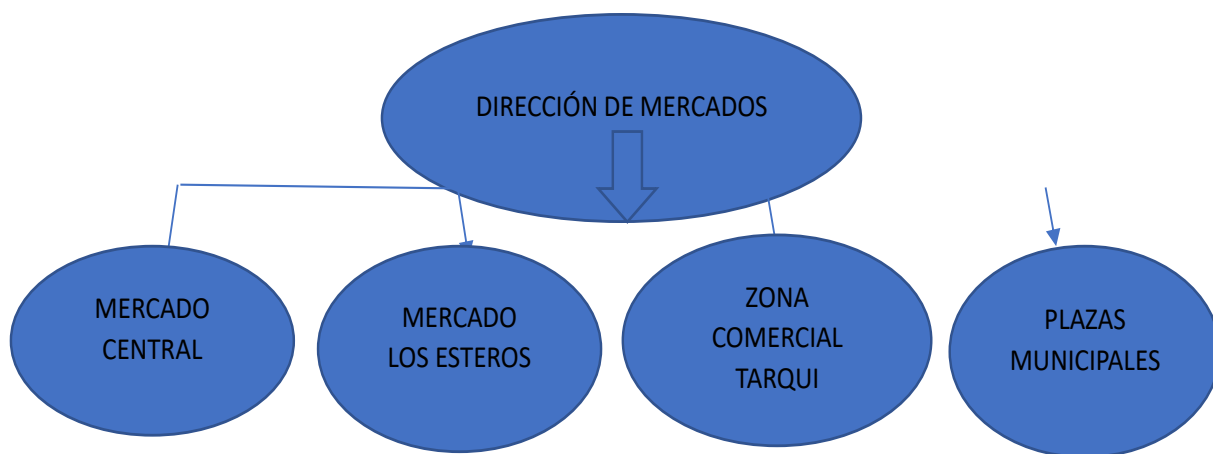 DIRECCIÓN DE MERCADOS
MERCADO
CENTRAL
MERCADO
LOS ESTEROS
ZONA
COMERCIAL
TARQUI
PLAZAS
MUNICIPALES